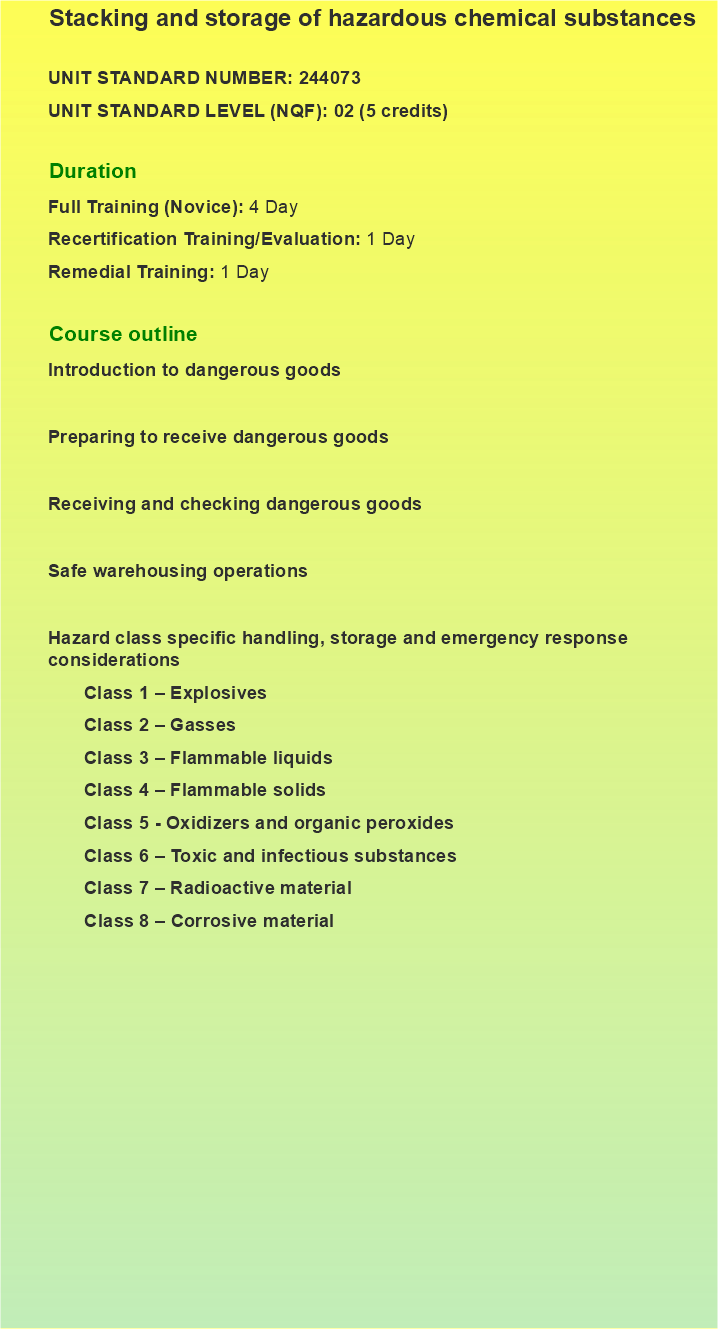 Stacking and storage of hazardous chemical substances
UNIT STANDARD NUMBER: 244073
UNIT STANDARD LEVEL (NQF): 02 (5 credits)
Duration
Full Training (Novice): 4 Day
Recertification Training/Evaluation: 1 Day
Remedial Training: 1 Day
Course outline
Introduction to dangerous goods
Preparing to receive dangerous goods
Receiving and checking dangerous goods
Safe warehousing operations
Hazard class specific handling, storage and emergency response
considerations
Class 1 – Explosives
Class 2 – Gasses
Class 3 – Flammable liquids
Class 4 – Flammable solids
Class 5 - Oxidizers and organic peroxides
Class 6 – Toxic and infectious substances
Class 7 – Radioactive material
Class 8 – Corrosive material